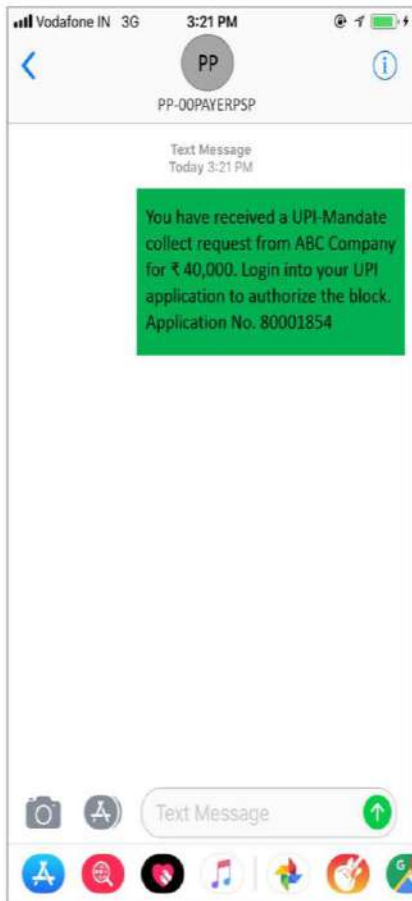 Vodafone IN 3G 3:21 PM
PP
PP-00PAYERPSP
Text Message
Today 3:21 PM
You have received a UPI-Mandate
collect request from ABC Company
for ₹ 40,000. Login into your UPI
application to authorize the block.
Application No. 80001854
Text Message